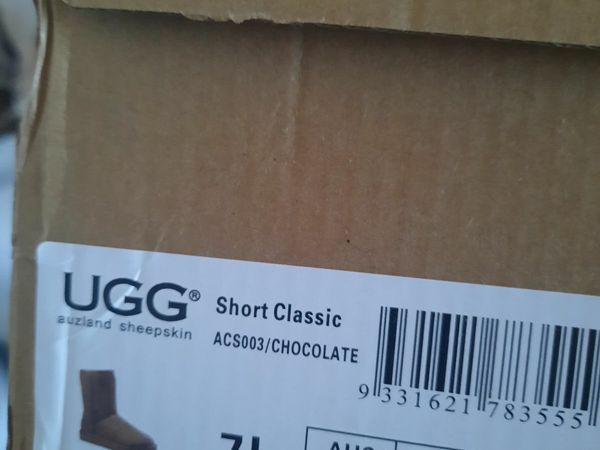 UGG®
auzland sheepskin
Short Classic
ACS003/CHOCOLATE
9 331621 783555